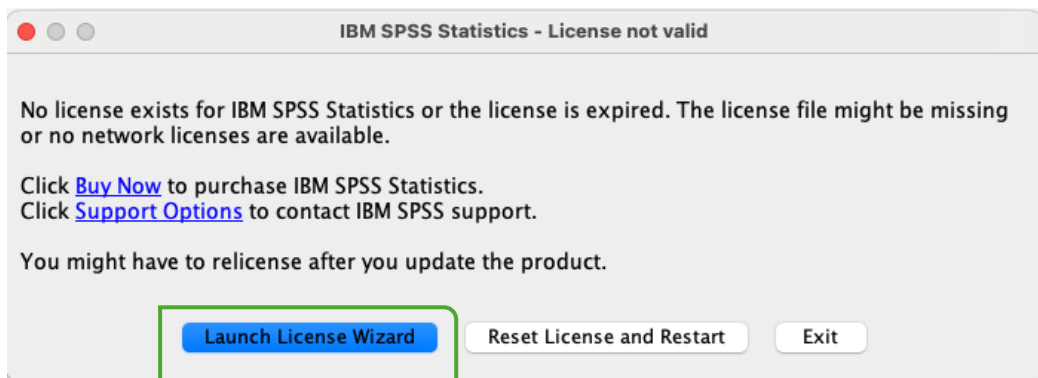 IBM SPSS Statistics - License not valid
No license exists for IBM SPSS Statistics or the license is expired. The license file might be missing
or no network licenses are available.
Click Buy Now to purchase IBM SPSS Statistics.
Click Support Options to contact IBM SPSS support.
You might have to relicense after you update the product.
Launch License Wizard Reset License and Restart Exit